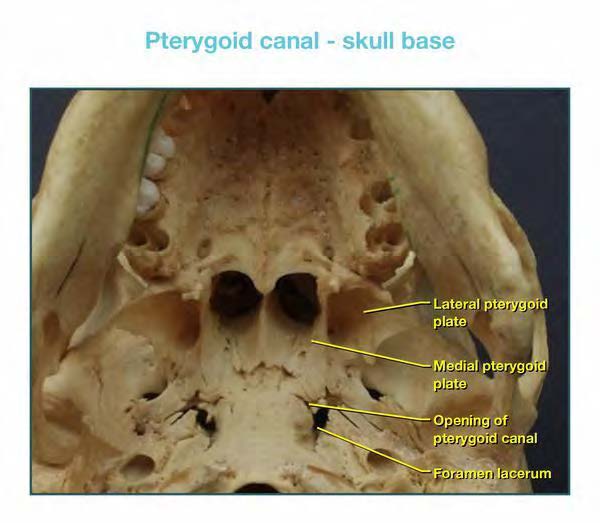 Pterygoid canal - skull base
Lateral pterygoid
plate
Medial pterygoid
plate
Opening of
pterygoid canal
Foramen lacerum